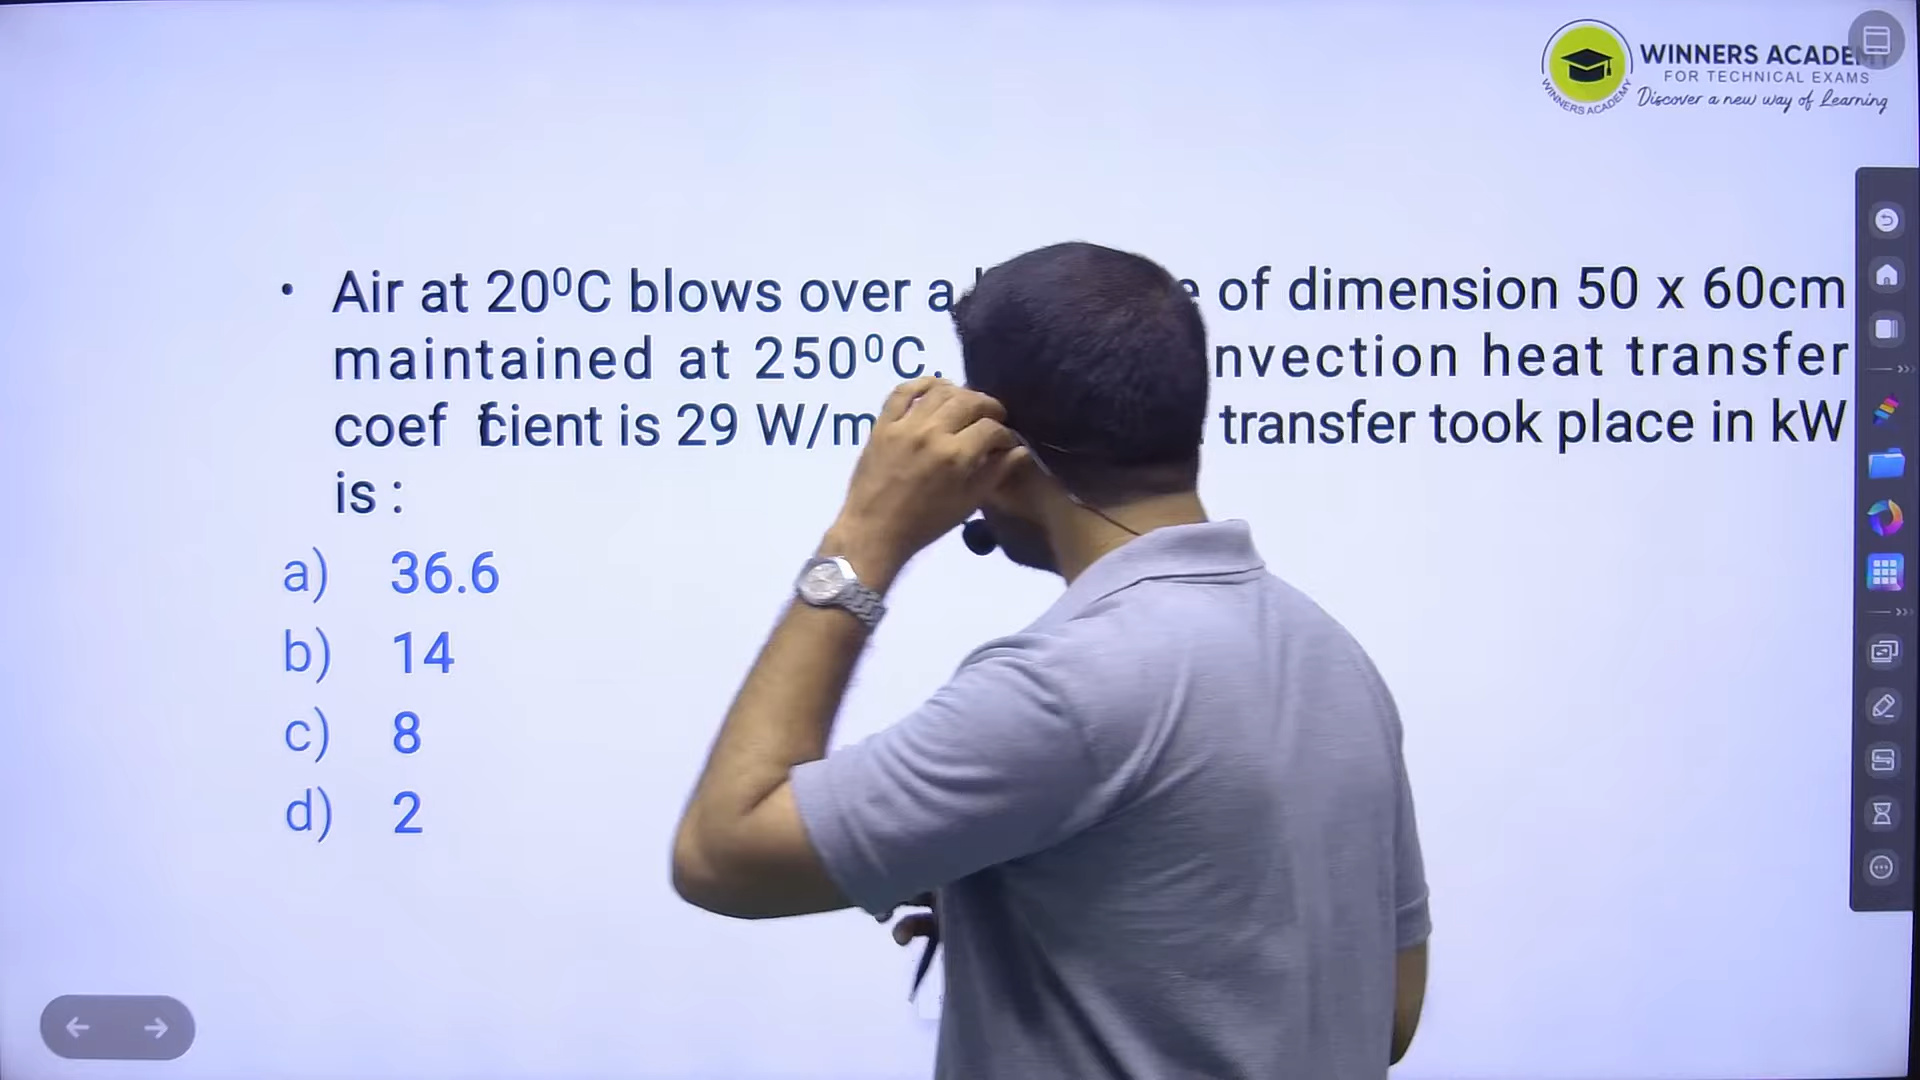 WINNERS ACADEMY
FOR TECHNICAL EXAMS
Discover a new way of Learning
WINNERS ACADEMY
• Air at 20⁰C blows over a of dimension 50 x 60cm
maintained at 250⁰C. nvection heat transfer
coef ficient is 29 W/m transfer took place in kW
is :
a) 36.6
b) 14
c) 8
d) 2